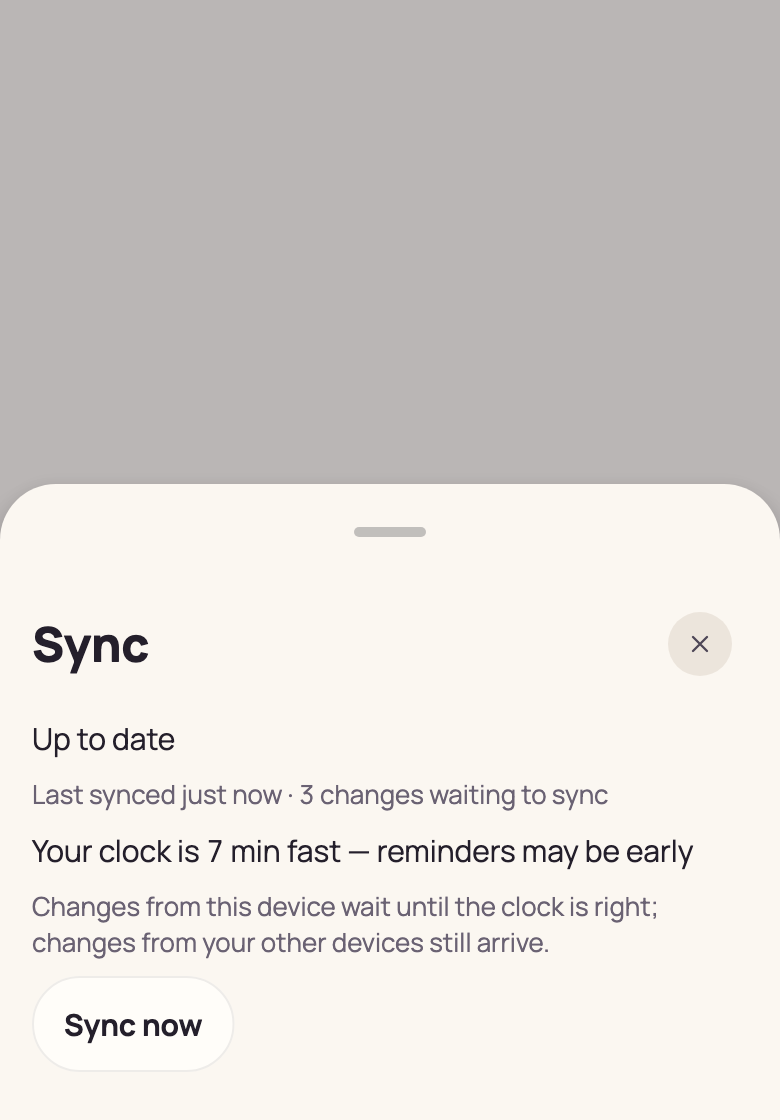 Sync
Up to date
Last synced just now · 3 changes waiting to sync
Your clock is 7 min fast — reminders may be early
Changes from this device wait until the clock is right;
changes from your other devices still arrive.
Sync now